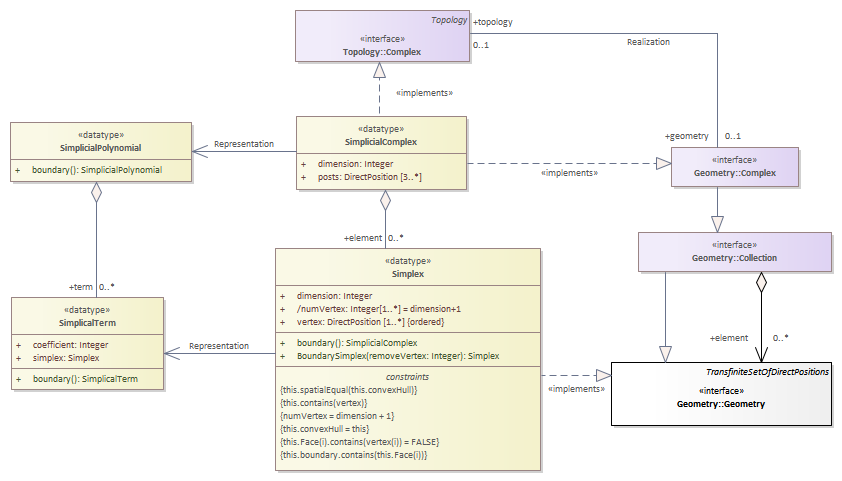 Topology
«interface»
Topology::Complex
+topology
0..1
Realization
«implements»
«datatype»
SimplicialPolynomial
+ boundary(): SimplicialPolynomial
Representation
«datatype»
SimplicialComplex
+ dimension: Integer
+ posts: DirectPosition [3..*]
«implements»
+geometry 0..1
«interface»
Geometry::Complex
«interface»
Geometry::Collection
+element 0..*
+term 0..*
«datatype»
Simplex
+ dimension: Integer
+ /numVertex: Integer[1..*] = dimension+1
+ vertex: DirectPosition [1..*] {ordered}
+ boundary(): SimplicialComplex
+ BoundarySimplex(removeVertex: Integer): Simplex
constraints
{this.spatialEqual(this.convexHull)}
{this.contains(vertex)}
{numVertex = dimension + 1}
{this.convexHull = this}
{this.Face(i).contains(vertex(i)) = FALSE}
{this.boundary.contains(this.Face(i))}
«datatype»
SimplicalTerm
+ coefficient: Integer
+ simplex: Simplex
+ boundary(): SimplicalTerm
Representation
+element 0..*
«implements»
TransfiniteSetOfDirectPositions
«interface»
Geometry::Geometry